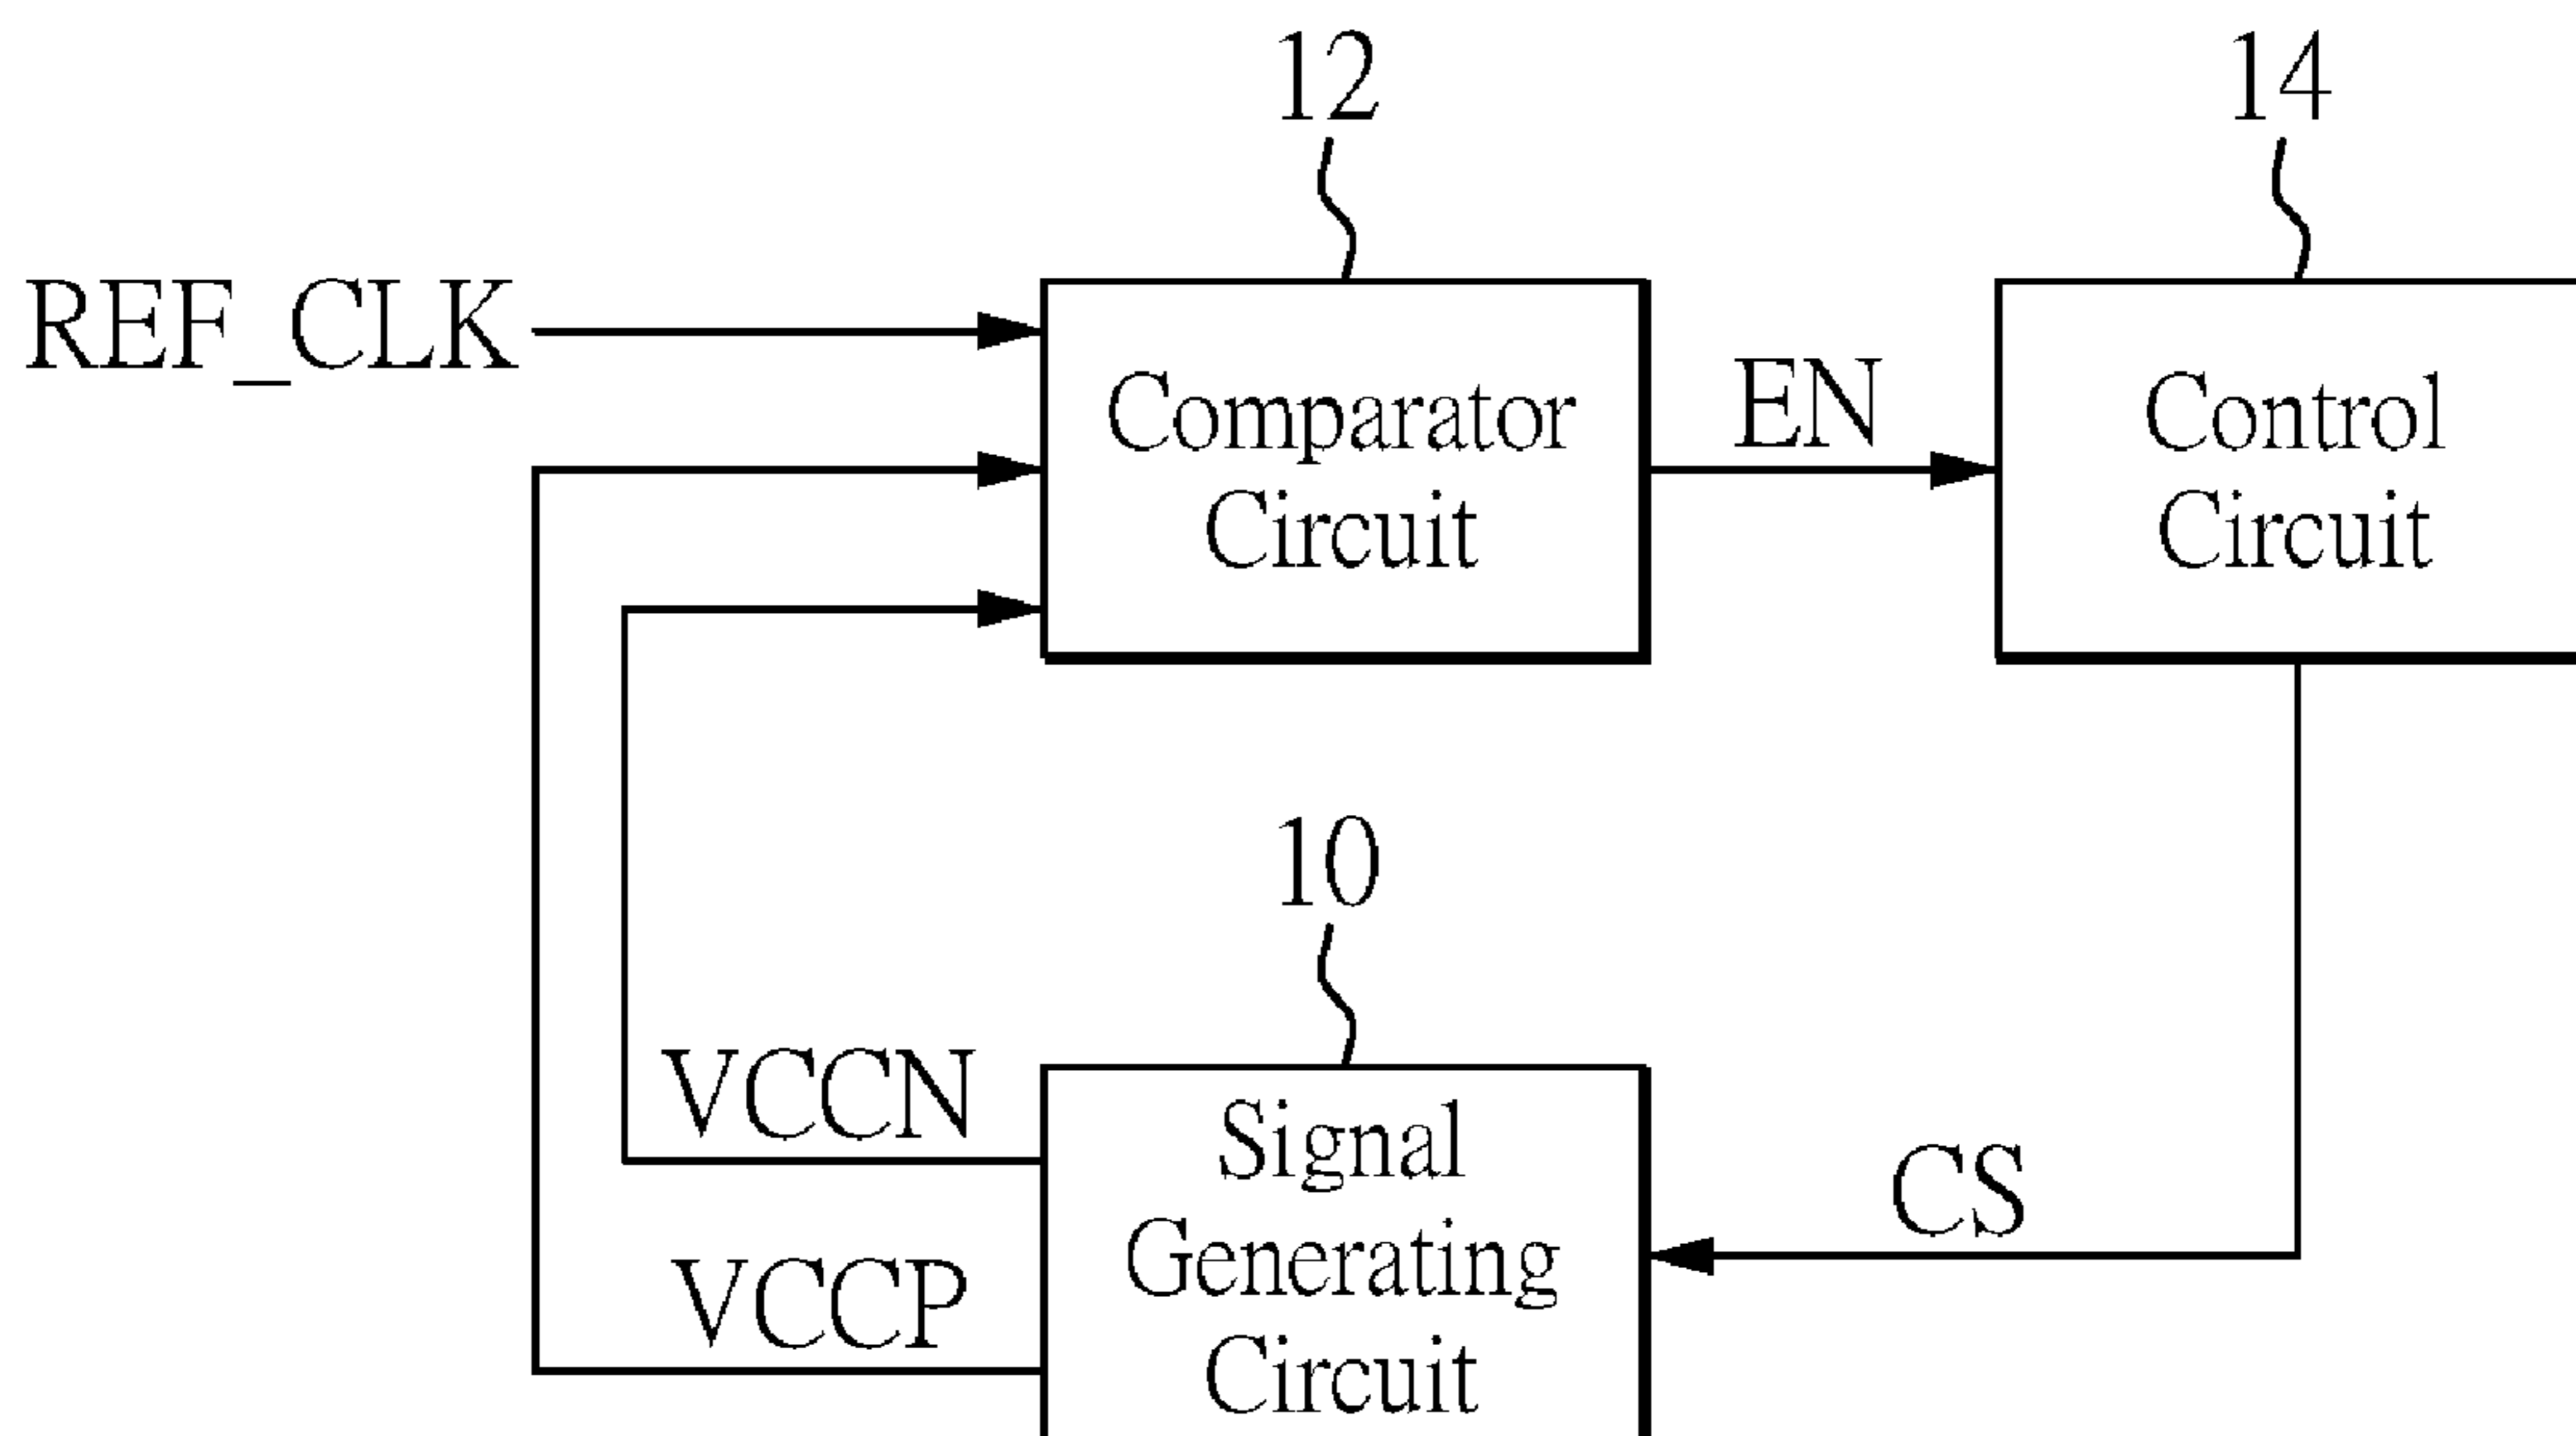 12
14
REF_CLK
Comparator
Circuit
EN
Control
Circuit
10
VCCN
Signal
Generating
Circuit
CS
VCCP